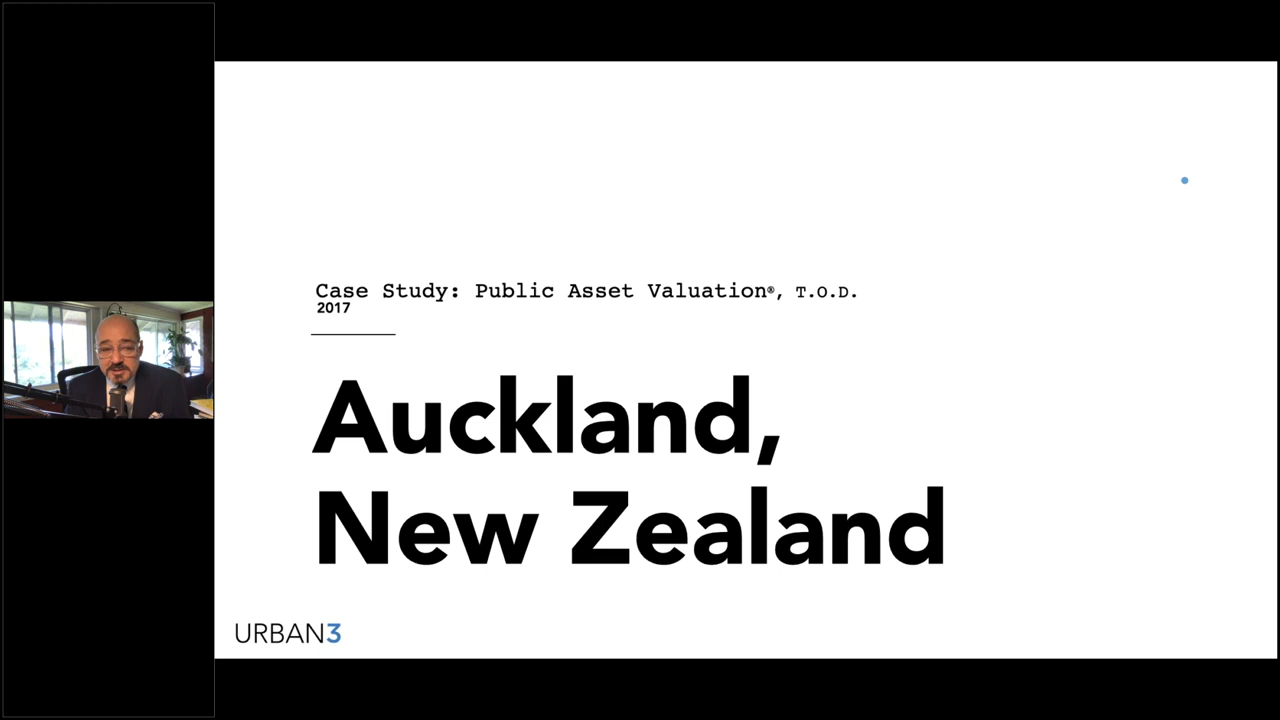 Case Study: Public Asset Valuation®, T.O.D.
2017
Auckland,
New Zealand
URBAN3